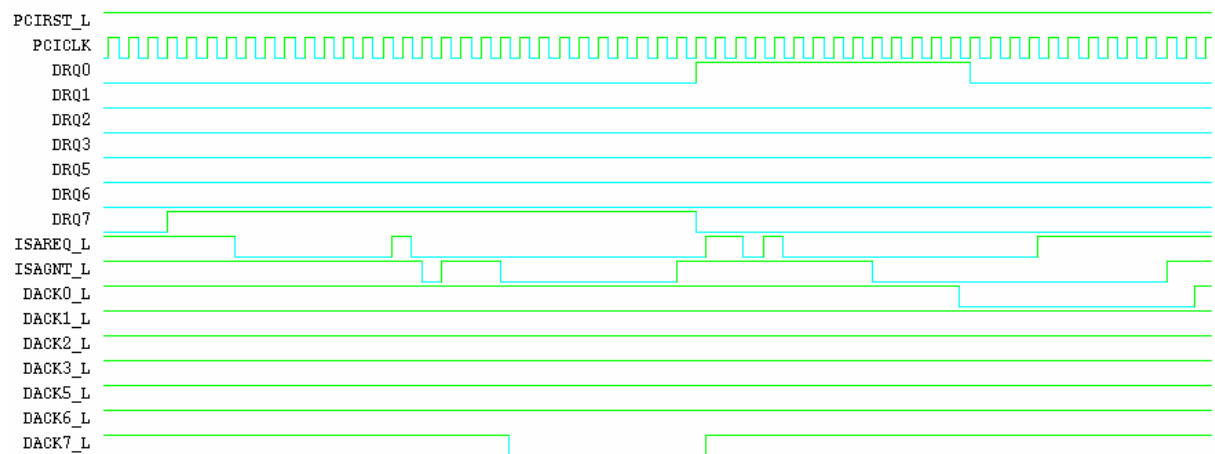 PCIRST_L
PCICLK
DRQ0
DRQ1
DRQ2
DRQ3
DRQ5
DRQ6
DRQ7
ISAREQ_L
ISAGNT_L
DACK0_L
DACK1_L
DACK2_L
DACK3_L
DACK5_L
DACK6_L
DACK7_L